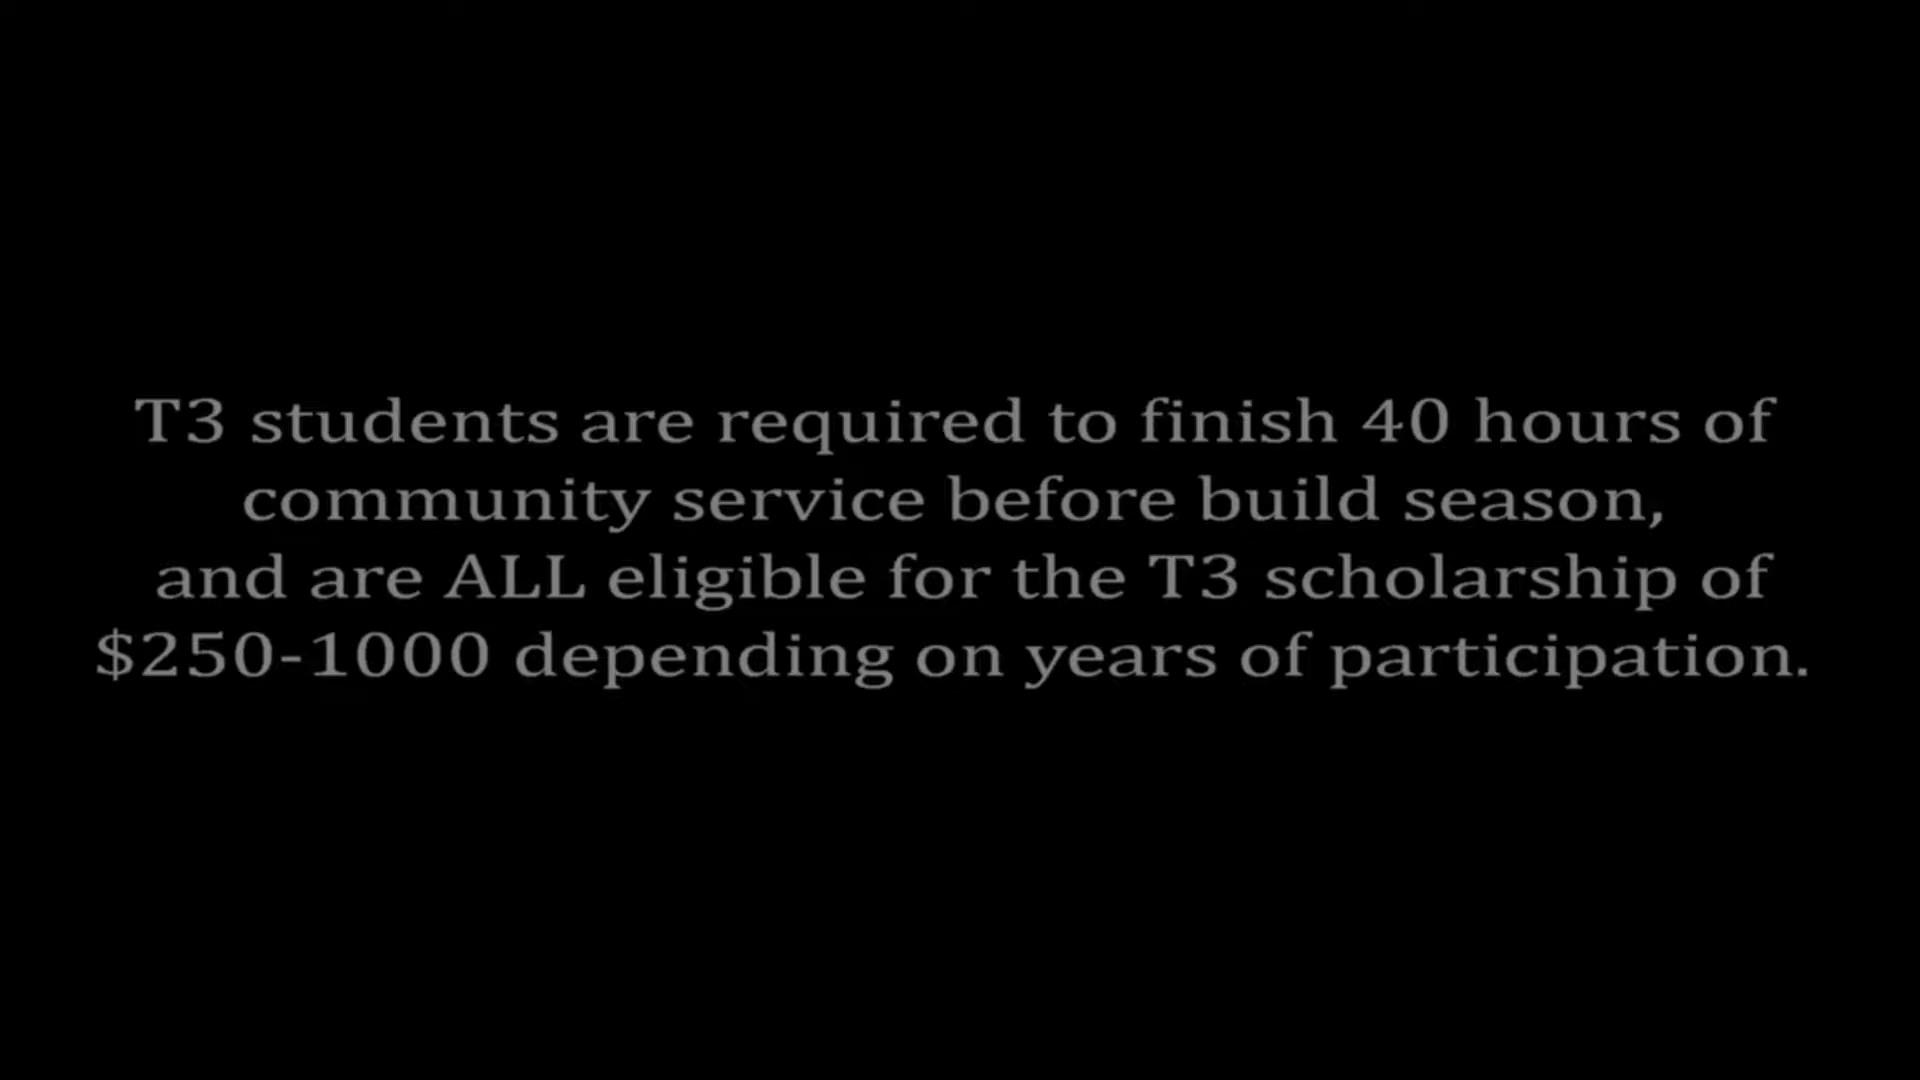 T3 students are required to finish 40 hours of
community service before build season,
and are ALL eligible for the T3 scholarship of
$250-1000 depending on years of participation.